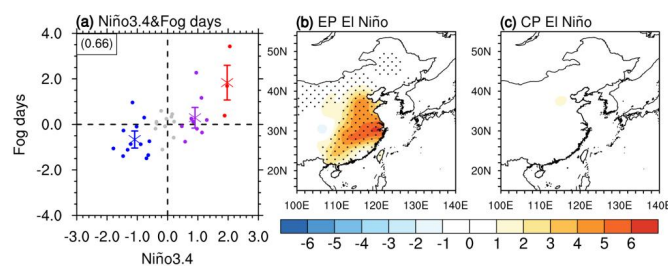 (a) Niño3.4&Fog days
(0.66)
Fog days
4.0
2.0
0.0
-2.0
-4.0
-3.0 -2.0 -1.0 0.0 1.0 2.0 3.0
Niño3.4
(b) EP El Niño
50N
40N
30N
20N
100E 110E 120E 130E 140E
(c) CP El Niño
50N
40N
30N
20N
100E 110E 120E 130E 140E
-6 -5 -4 -3 -2 -1 0 1 2 3 4 5 6